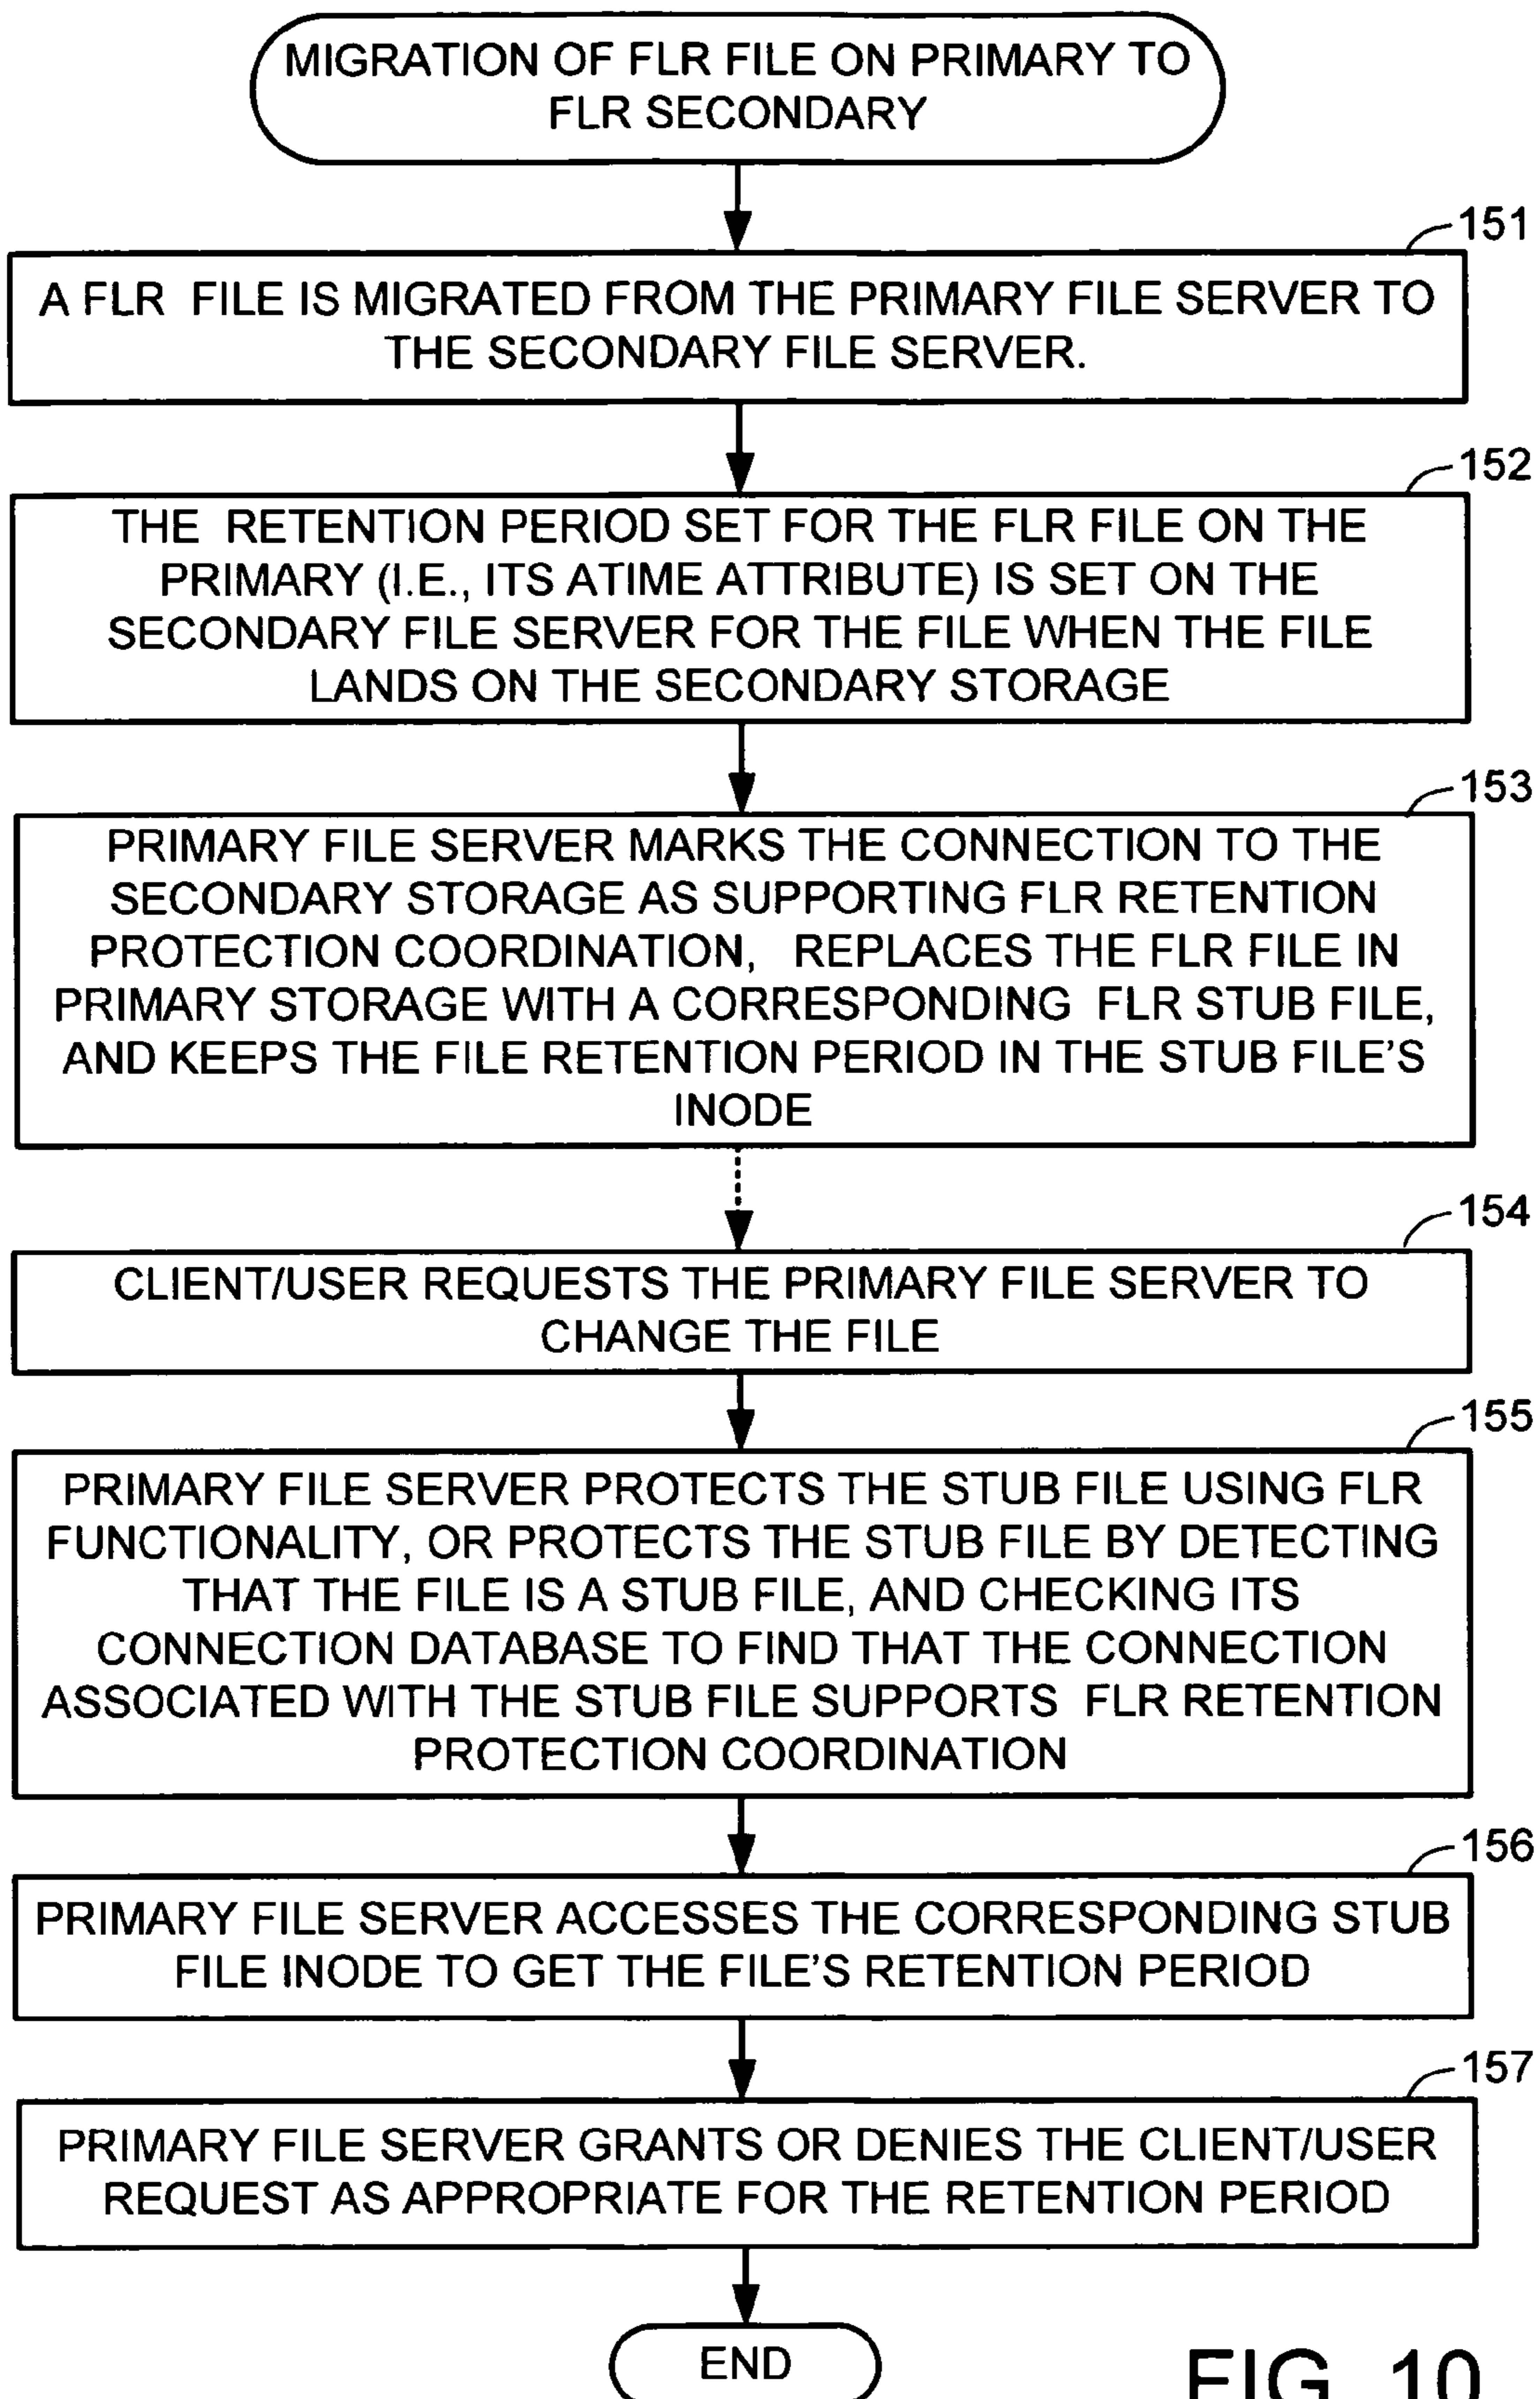 MIGRATION OF FLR FILE ON PRIMARY TO
FLR SECONDARY
151
A FLR FILE IS MIGRATED FROM THE PRIMARY FILE SERVER TO
THE SECONDARY FILE SERVER.
152
THE RETENTION PERIOD SET FOR THE FLR FILE ON THE
PRIMARY (I.E., ITS ATIME ATTRIBUTE) IS SET ON THE
SECONDARY FILE SERVER FOR THE FILE WHEN THE FILE
LANDS ON THE SECONDARY STORAGE
153
PRIMARY FILE SERVER MARKS THE CONNECTION TO THE
SECONDARY STORAGE AS SUPPORTING FLR RETENTION
PROTECTION COORDINATION, REPLACES THE FLR FILE IN
PRIMARY STORAGE WITH A CORRESPONDING FLR STUB FILE,
AND KEEPS THE FILE RETENTION PERIOD IN THE STUB FILE'S
INODE
154
CLIENT/USER REQUESTS THE PRIMARY FILE SERVER TO
CHANGE THE FILE
155
PRIMARY FILE SERVER PROTECTS THE STUB FILE USING FLR
FUNCTIONALITY, OR PROTECTS THE STUB FILE BY DETECTING
THAT THE FILE IS A STUB FILE, AND CHECKING ITS
CONNECTION DATABASE TO FIND THAT THE CONNECTION
ASSOCIATED WITH THE STUB FILE SUPPORTS FLR RETENTION
PROTECTION COORDINATION
156
PRIMARY FILE SERVER ACCESSES THE CORRESPONDING STUB
FILE INODE TO GET THE FILE'S RETENTION PERIOD
157
PRIMARY FILE SERVER GRANTS OR DENIES THE CLIENT/USER
REQUEST AS APPROPRIATE FOR THE RETENTION PERIOD
END
FIG. 10